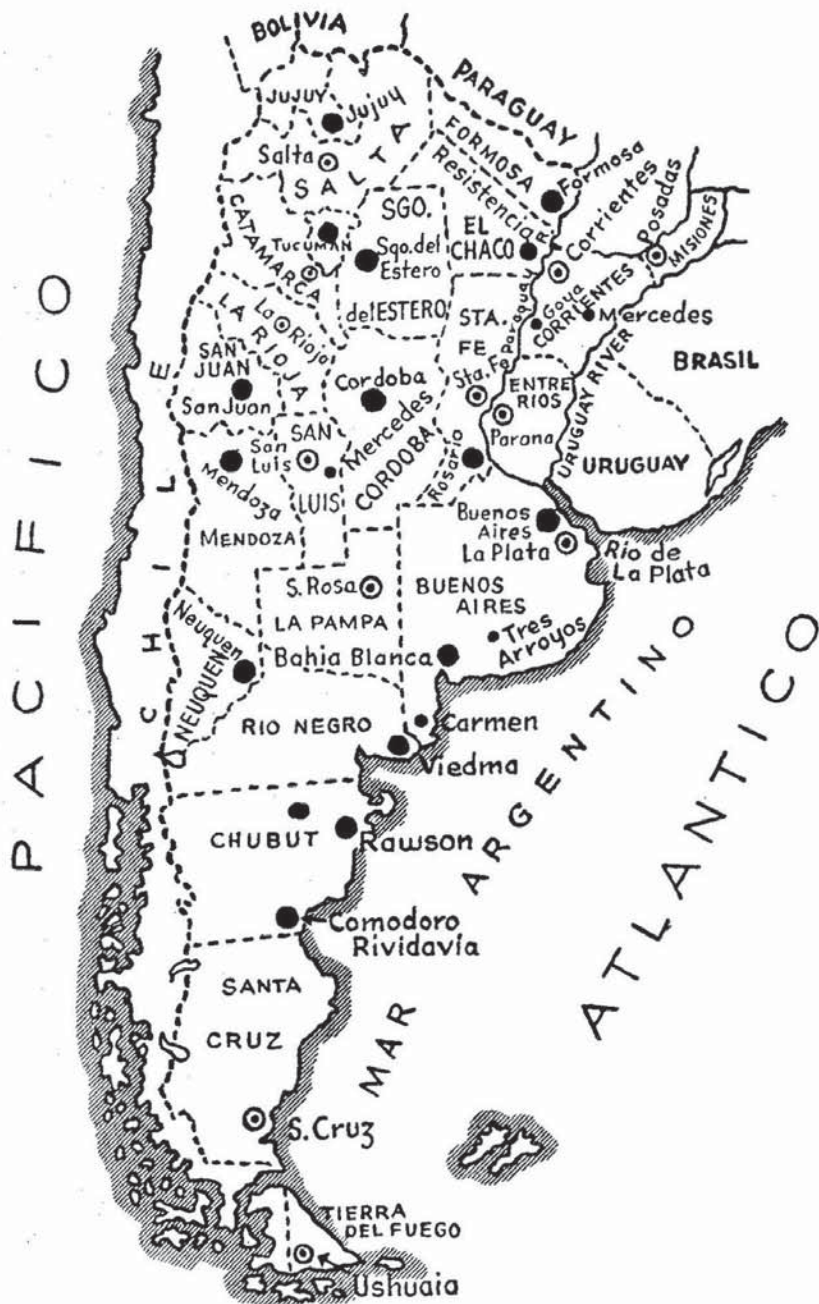 BOLIVIA
PARAGUAY
JUJUY
Jujuy
FORMOSA
Formosa
Salta
SALTA
Resistencia
Corrientes
Posadas
MISIONES
CATAMARCA
TUCUMAN
SGO.
Sgo. del
Estero
del ESTERO
EL
CHACO
Paraguay R.
Goya
CORRIENTES
Mercedes
LA RIOJA
La Rioja
STA.
FE
Sta. Fe
SAN
JUAN
San Juan
Cordoba
ENTRE
RIOS
Parana
URUGUAY RIVER
BRASIL
URUGUAY
San
Luis
SAN
LUIS
Mercedes
CORDOBA
Rosario
Mendoza
MENDOZA
Buenos
Aires
La Plata
Rio de
La Plata
S. Rosa
LA PAMPA
BUENOS
AIRES
Tres
Arroyos
Bahia Blanca
Neuquen
NEUQUEN
RIO NEGRO
Carmen
Viedma
CHUBUT
Rawson
Comodoro
Rividavía
SANTA
CRUZ
S. Cruz
TIERRA
DEL FUEGO
Ushuaia
CHILE
PACIFICO
MAR ARGENTINO
ATLANTICO